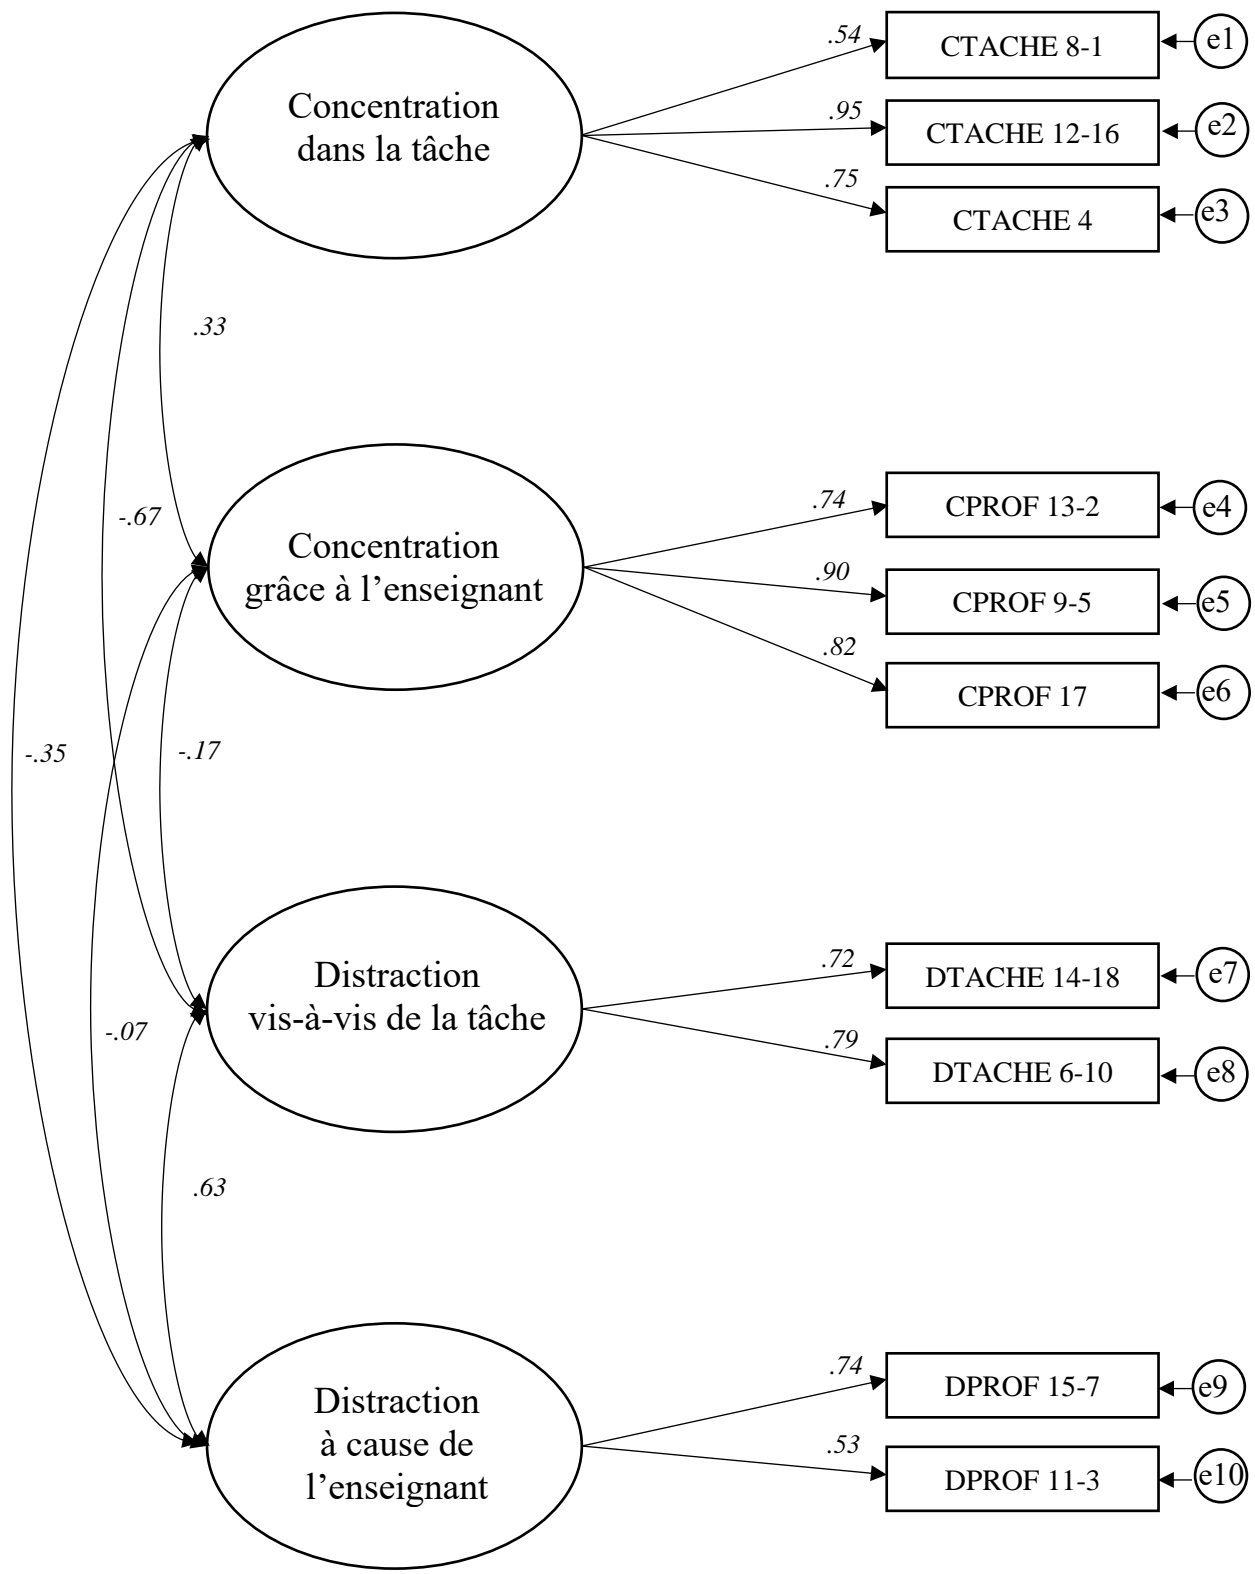 .54
CTACHE 8-1
e1
Concentration
dans la tâche
.95
CTACHE 12-16
e2
.75
CTACHE 4
e3
.33
-.67
Concentration
grâce à l’enseignant
.74
CPROF 13-2
e4
.90
CPROF 9-5
e5
.82
CPROF 17
e6
-.35
-.17
Distraction
vis-à-vis de la tâche
.72
DTACHE 14-18
e7
.79
DTACHE 6-10
e8
-.07
.63
Distraction
à cause de
l’enseignant
.74
DPROF 15-7
e9
.53
DPROF 11-3
e10